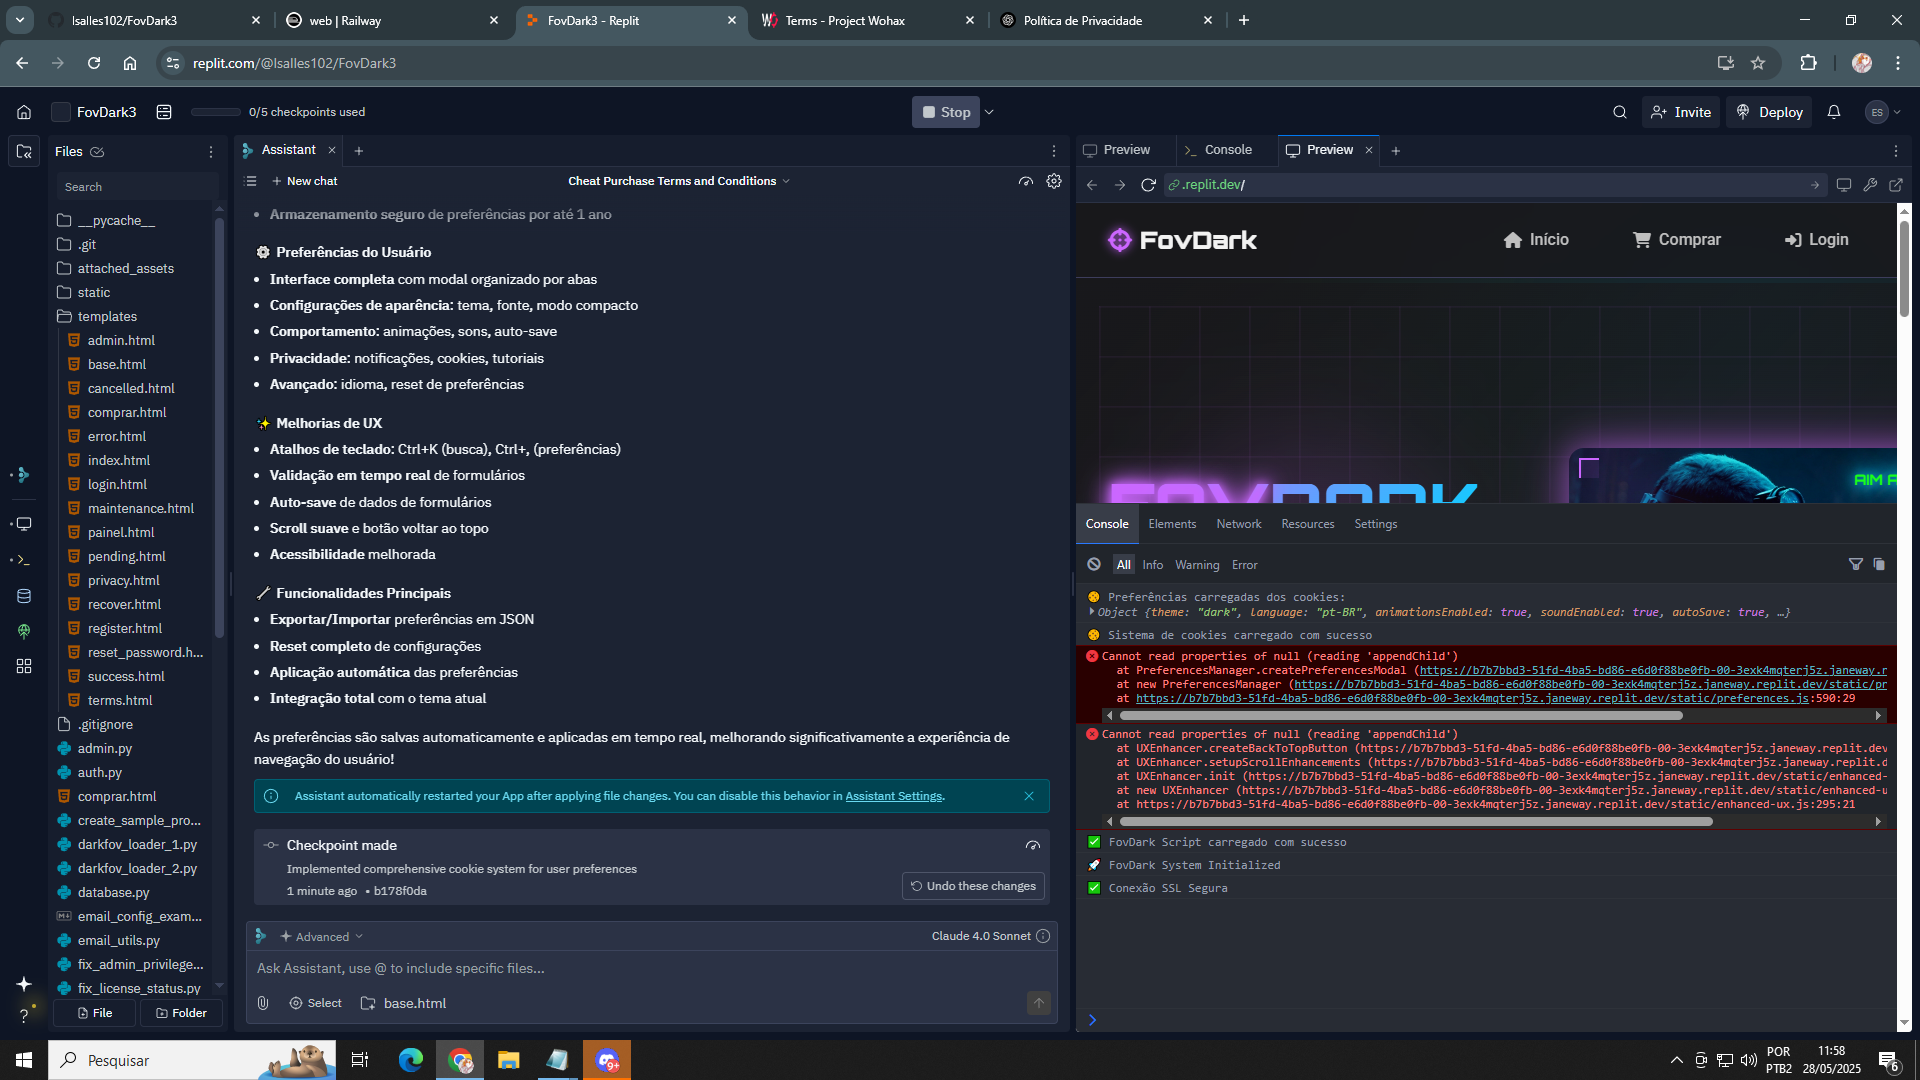 lsalles102/FovDark3
web | Railway
FovDark3 - Replit
Terms - Project Wohax
Política de Privacidade
replit.com/@lsalles102/FovDark3
FovDark3
0/5 checkpoints used
Stop
Invite
Deploy
ES
Files
Search
__pycache__
.git
attached_assets
static
templates
admin.html
base.html
cancelled.html
comprar.html
error.html
index.html
login.html
maintenance.html
painel.html
pending.html
privacy.html
recover.html
register.html
reset_password.h...
success.html
terms.html
.gitignore
admin.py
auth.py
comprar.html
create_sample_pro...
darkfov_loader_1.py
darkfov_loader_2.py
database.py
email_config_exam...
email_utils.py
fix_admin_privilege...
fix_license_status.py
File
Folder
Assistant
New chat
Cheat Purchase Terms and Conditions
Armazenamento seguro de preferências por até 1 ano
Preferências do Usuário
Interface completa com modal organizado por abas
Configurações de aparência: tema, fonte, modo compacto
Comportamento: animações, sons, auto-save
Privacidade: notificações, cookies, tutoriais
Avançado: idioma, reset de preferências
Melhorias de UX
Atalhos de teclado: Ctrl+K (busca), Ctrl+, (preferências)
Validação em tempo real de formulários
Auto-save de dados de formulários
Scroll suave e botão voltar ao topo
Acessibilidade melhorada
Funcionalidades Principais
Exportar/Importar preferências em JSON
Reset completo de configurações
Aplicação automática das preferências
Integração total com o tema atual
As preferências são salvas automaticamente e aplicadas em tempo real, melhorando significativamente a experiência de
navegação do usuário!
Assistant automatically restarted your App after applying file changes. You can disable this behavior in Assistant Settings.
Checkpoint made
Implemented comprehensive cookie system for user preferences
1 minute ago • b178f0da
Undo these changes
Advanced
Claude 4.0 Sonnet
Ask Assistant, use @ to include specific files...
Select
base.html
Preview
Console
Preview
.replit.dev/
FovDark
Início
Comprar
Login
FOVDARK
AIM A
Console
Elements
Network
Resources
Settings
All
Info
Warning
Error
Preferências carregadas dos cookies:
Object {theme: "dark", language: "pt-BR", animationsEnabled: true, soundEnabled: true, autoSave: true, …}
Sistema de cookies carregado com sucesso
Cannot read properties of null (reading 'appendChild')
at PreferencesManager.createPreferencesModal (https://b7b7bbd3-51fd-4ba5-bd86-e6d0f88be0fb-00-3exk4mqterj5z.janeway.r
at new PreferencesManager (https://b7b7bbd3-51fd-4ba5-bd86-e6d0f88be0fb-00-3exk4mqterj5z.janeway.replit.dev/static/pr
at https://b7b7bbd3-51fd-4ba5-bd86-e6d0f88be0fb-00-3exk4mqterj5z.janeway.replit.dev/static/preferences.js:590:29
Cannot read properties of null (reading 'appendChild')
at UXEnhancer.createBackToTopButton (https://b7b7bbd3-51fd-4ba5-bd86-e6d0f88be0fb-00-3exk4mqterj5z.janeway.replit.dev
at UXEnhancer.setupScrollEnhancements (https://b7b7bbd3-51fd-4ba5-bd86-e6d0f88be0fb-00-3exk4mqterj5z.janeway.replit.d
at UXEnhancer.init (https://b7b7bbd3-51fd-4ba5-bd86-e6d0f88be0fb-00-3exk4mqterj5z.janeway.replit.dev/static/enhanced-
at new UXEnhancer (https://b7b7bbd3-51fd-4ba5-bd86-e6d0f88be0fb-00-3exk4mqterj5z.janeway.replit.dev/static/enhanced-u
at https://b7b7bbd3-51fd-4ba5-bd86-e6d0f88be0fb-00-3exk4mqterj5z.janeway.replit.dev/static/enhanced-ux.js:295:21
FovDark Script carregado com sucesso
FovDark System Initialized
Conexão SSL Segura
Pesquisar
9+
POR
PTB2
11:58
28/05/2025
6